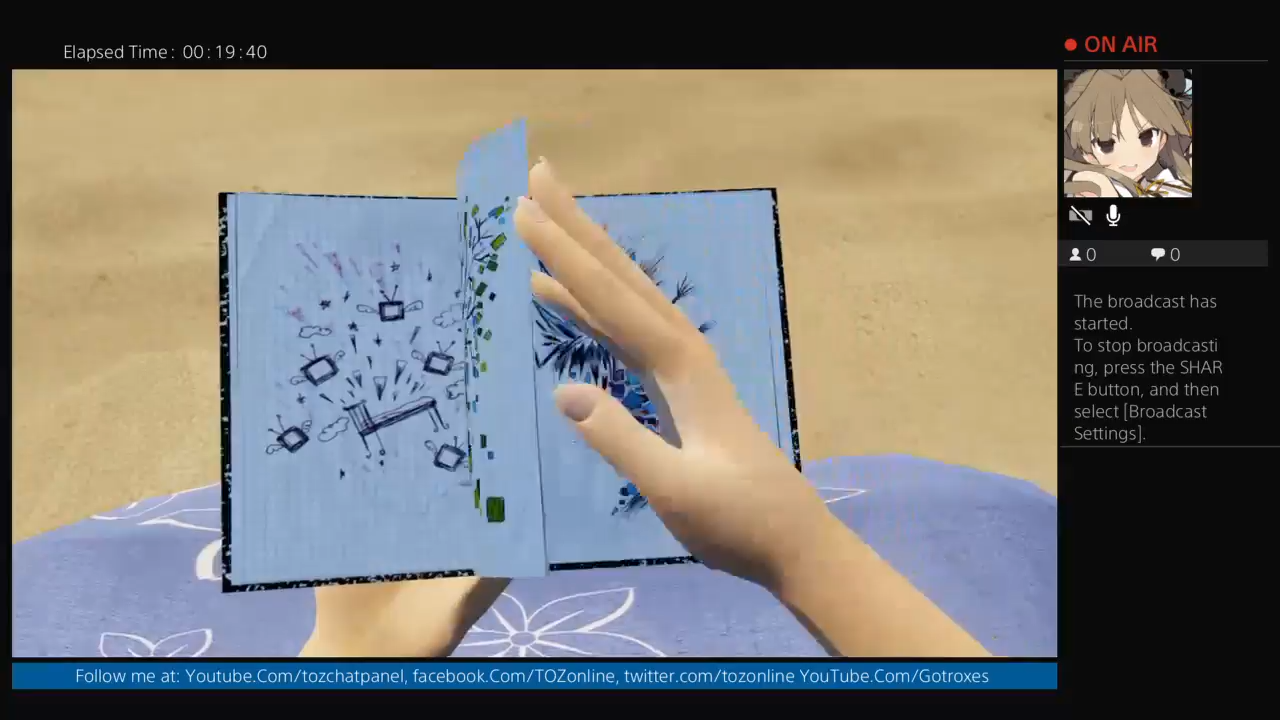 Elapsed Time: 00:19:40
ON AIR
0 0
The broadcast has
started.
To stop broadcasti
ng, press the SHAR
E button, and then
select [Broadcast
Settings].
Follow me at: Youtube.Com/tozchatpanel, facebook.Com/TOZonline, twitter.com/tozonline YouTube.Com/Gotroxes